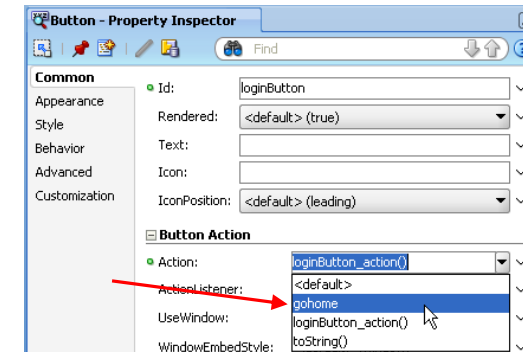 Button - Property Inspector
Find
Common
Appearance
Style
Behavior
Advanced
Customization
Id: loginButton
Rendered: <default> (true)
Text:
Icon:
IconPosition: <default> (leading)
Button Action
Action: loginButton_action()
ActionListener: <default>
gohome
UseWindow: loginButton_action()
WindowEmbedStyle: toString()